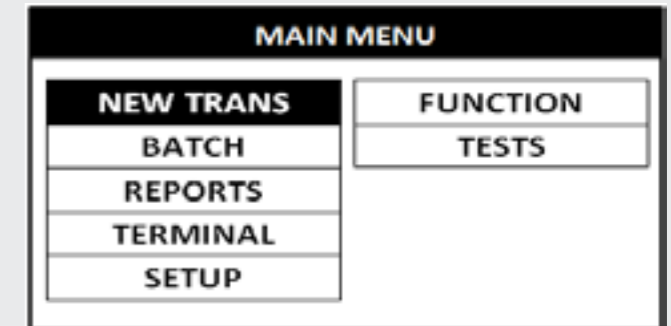 MAIN MENU
NEW TRANS
BATCH
REPORTS
TERMINAL
SETUP
FUNCTION
TESTS